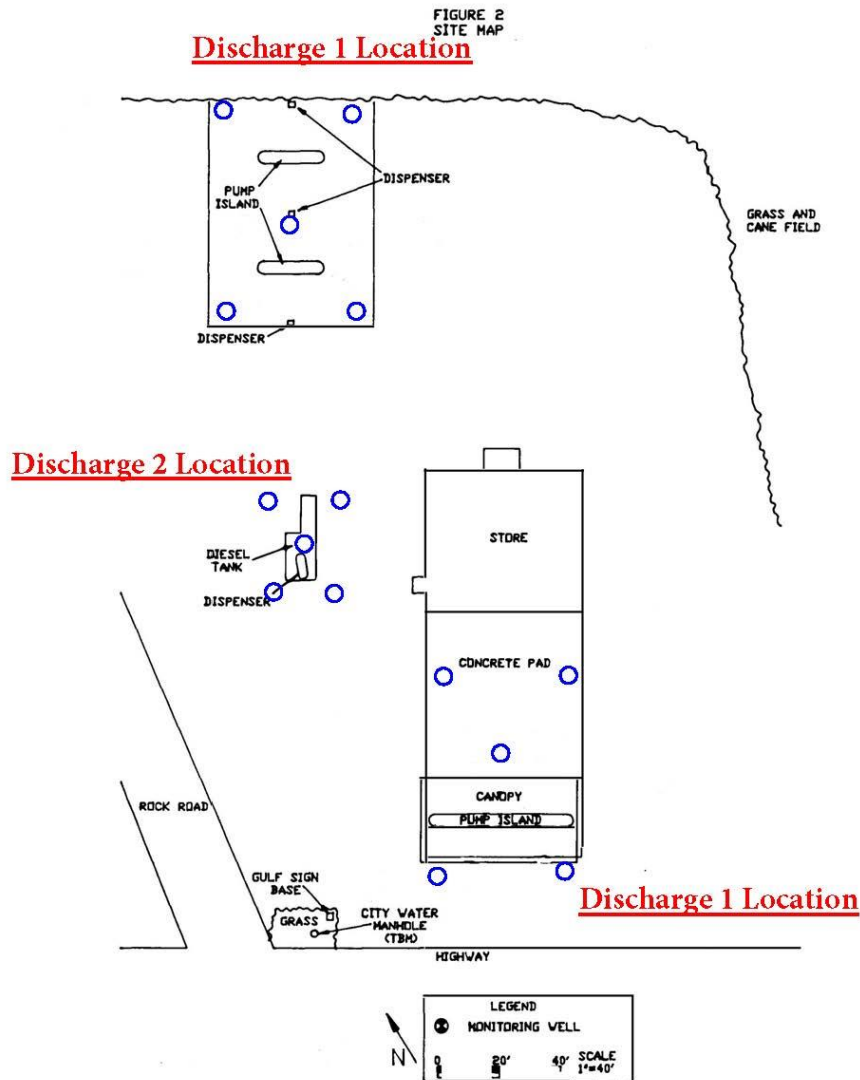 FIGURE 2
SITE MAP
Discharge 1 Location
DISPENSER
PUMP
ISLAND
GRASS AND
CANE FIELD
DISPENSER
Discharge 2 Location
STORE
DIESEL
TANK
DISPENSER
CONCRETE PAD
CANOPY
ROCK ROAD
PUMP ISLAND
GULF SIGN
BASE
Discharge 1 Location
GRASS
CITY WATER
MANHOLE
(TBM)
HIGHWAY
LEGEND
MONITORING WELL
N
0 20' 40' SCALE
1"=40'